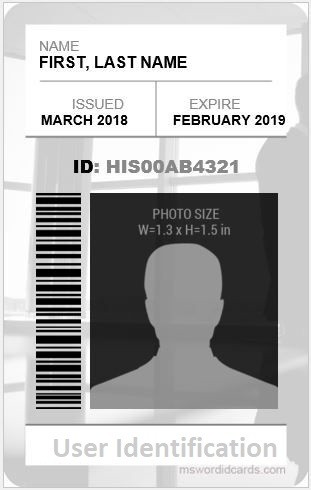 NAME
FIRST, LAST NAME
ISSUED EXPIRE
MARCH 2018 FEBRUARY 2019
ID: HIS00AB4321
PHOTO SIZE
W=1.3 x H=1.5 in
User Identification
mswordidcards.com